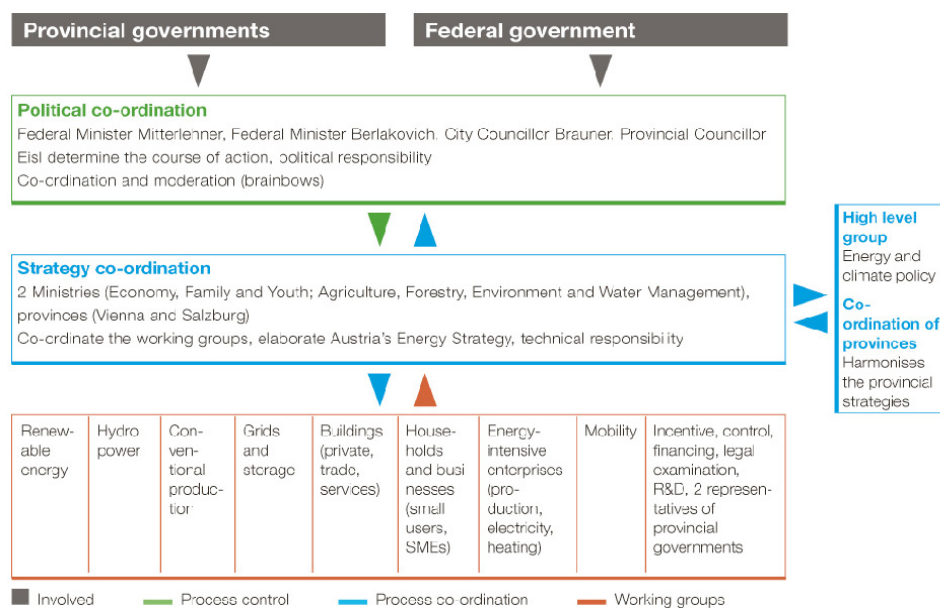 Provincial governments
Federal government
Political co-ordination
Federal Minister Mitterlehner, Federal Minister Berlakovich, City Councillor Brauner, Provincial Councillor
Eisl determine the course of action, political responsibility
Co-ordination and moderation (brainbows)
Strategy co-ordination
2 Ministries (Economy, Family and Youth; Agriculture, Forestry, Environment and Water Management),
provinces (Vienna and Salzburg)
Co-ordinate the working groups, elaborate Austria's Energy Strategy, technical responsibility
High level
group
Energy and
climate policy
Co-
ordination of
provinces
Harmonises
the provincial
strategies
Renew-
able
energy
Hydro
power
Con-
ven-
tional
produc-
tion
Grids
and
storage
Buildings
(private,
trade,
services)
House-
holds
and busi
nesses
(small
users,
SMEs)
Energy-
intensive
enterprises
(pro-
duction,
electricity,
heating)
Mobility
Incentive, control,
financing, legal
examination,
R&D, 2 represen-
tatives of
provincial
governments
Involved
Process control
Process co-ordination
Working groups